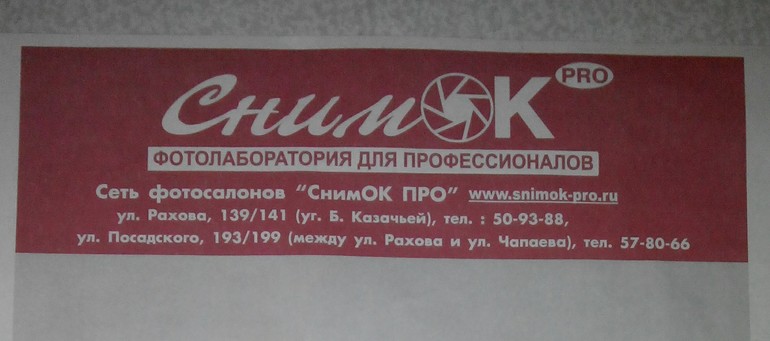 СнимОК PRO
ФОТОЛАБОРАТОРИЯ ДЛЯ ПРОФЕССИОНАЛОВ
Сеть фотосалонов "СнимОК ПРО" www.snimok-pro.ru
ул. Рахова, 139/141 (уг. Б. Казачьей), тел. : 50-93-88,
ул. Посадского, 193/199 (между ул. Рахова и ул. Чапаева), тел. 57-80-66